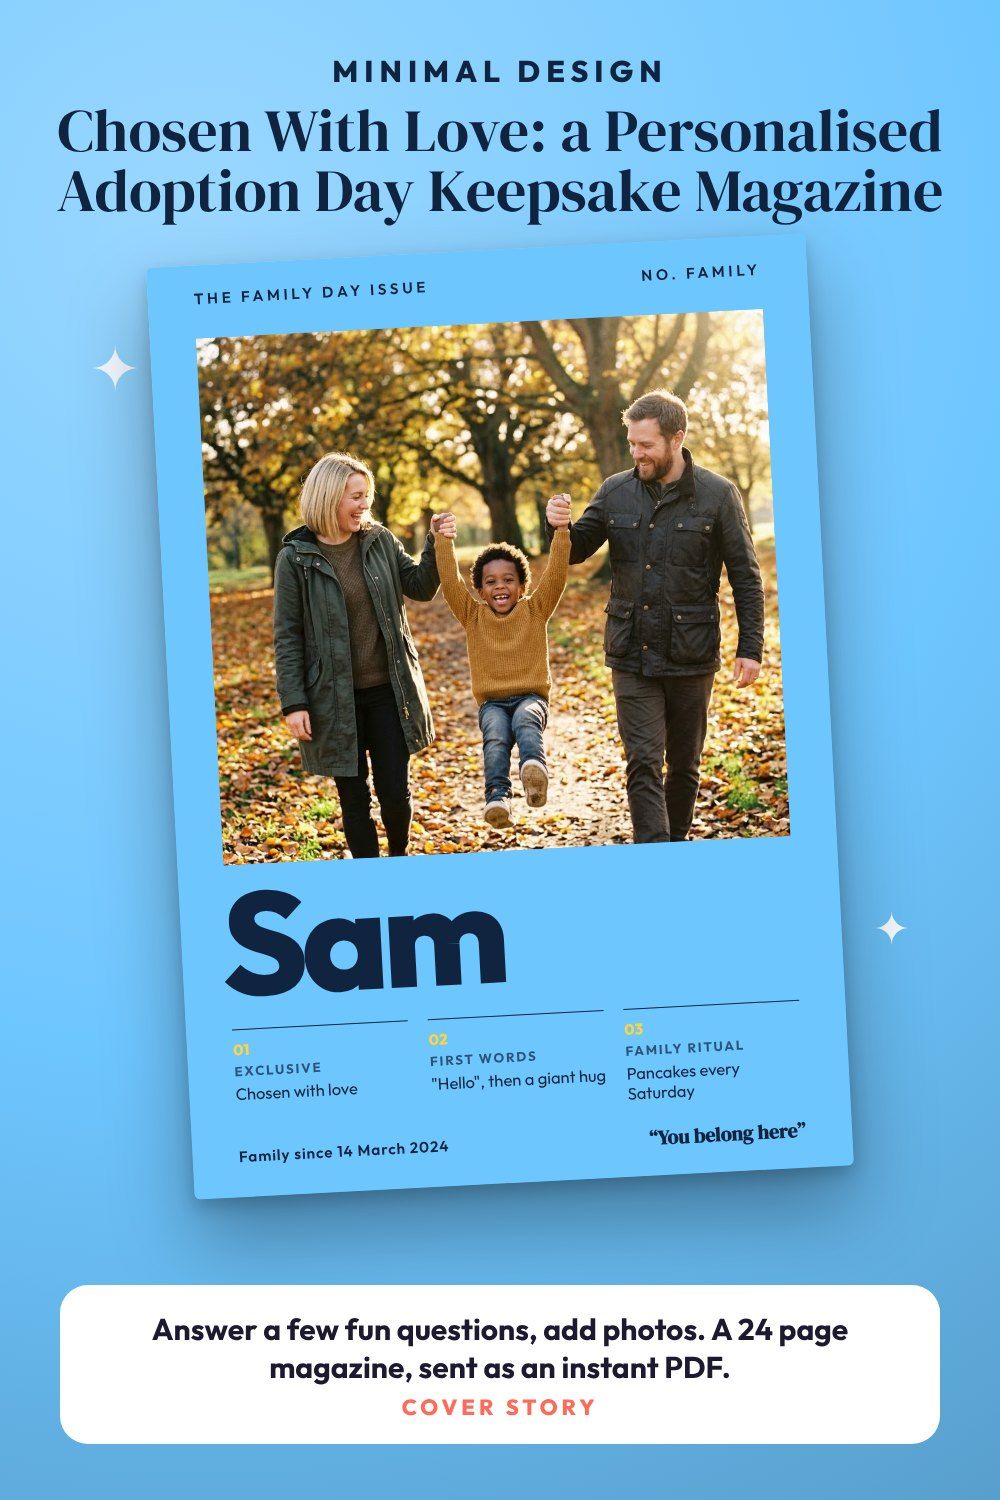 MINIMAL DESIGN
Chosen With Love: a Personalised
Adoption Day Keepsake Magazine
THE FAMILY DAY ISSUE
NO. FAMILY
Sam
01
EXCLUSIVE
Chosen with love
02
FIRST WORDS
"Hello", then a giant hug
03
FAMILY RITUAL
Pancakes every
Saturday
Family since 14 March 2024
“You belong here”
Answer a few fun questions, add photos. A 24 page
magazine, sent as an instant PDF.
COVER STORY